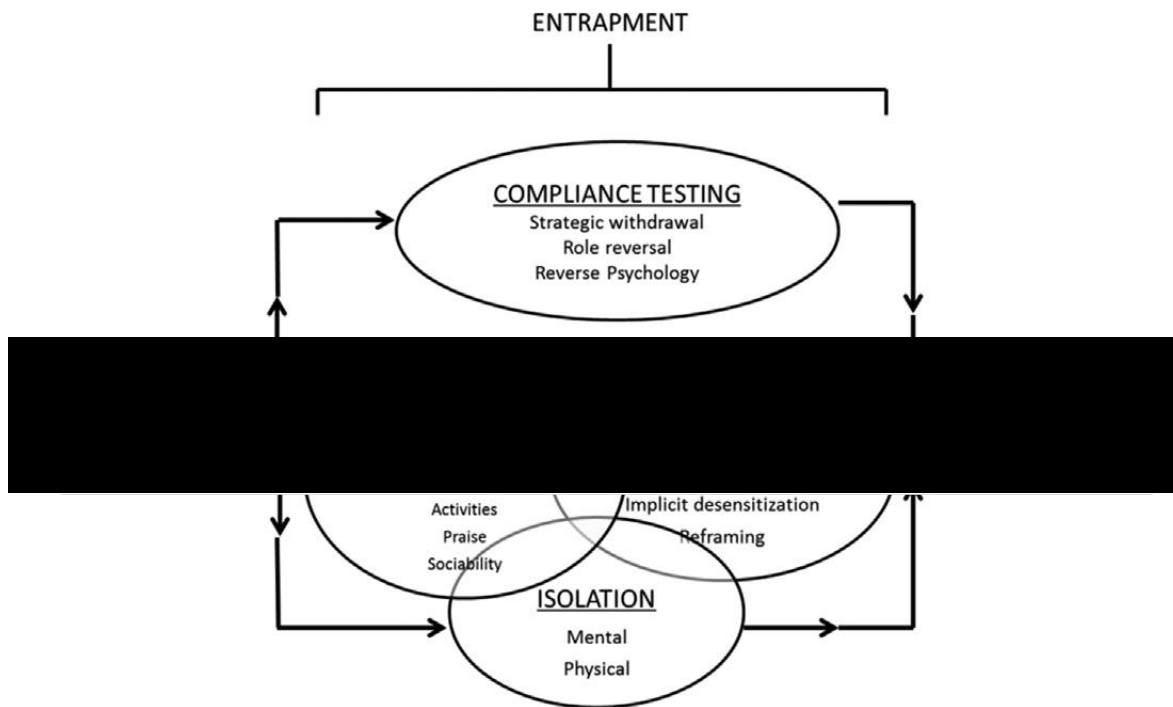 ENTRAPMENT
COMPLIANCE TESTING
Strategic withdrawal
Role reversal
Reverse Psychology
Activities
Praise
Sociability
Implicit desensitization
Reframing
ISOLATION
Mental
Physical